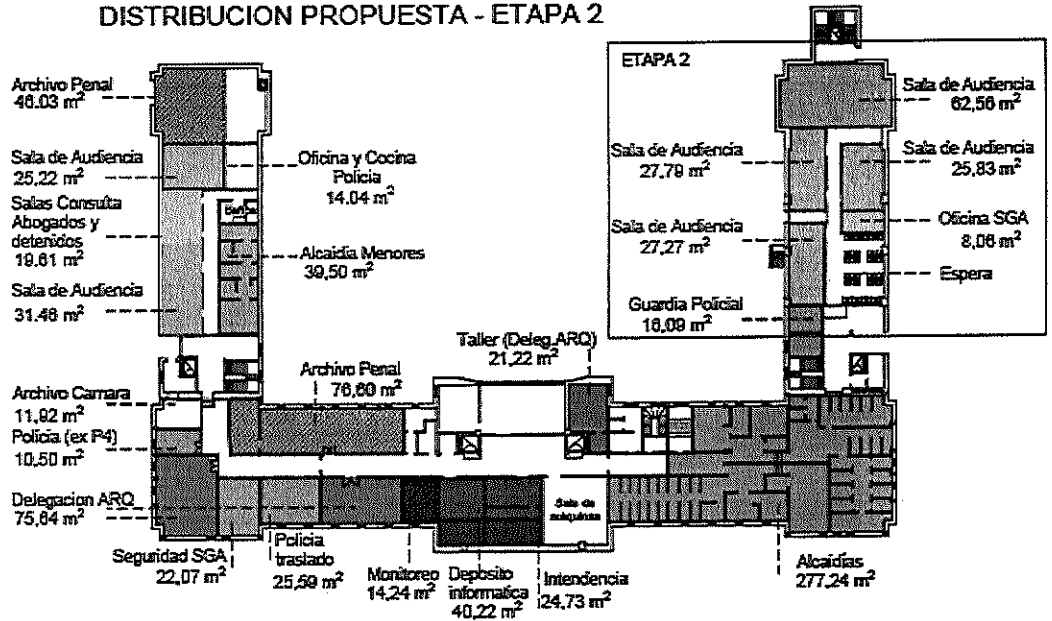 DISTRIBUCION PROPUESTA - ETAPA 2
ETAPA 2
Archivo Penal
46.03 m²
Sala de Audiencia
25,22 m²
Salas Consulta
Abogados y
detenidos
19.61 m²
Sala de Audiencia
31.46 m²
Oficina y Cocina
Policia
14.04 m²
Alcaidia Menores
39,50 m²
Sala de Audiencia
62,56 m²
Sala de Audiencia
27,79 m²
Sala de Audiencia
25,83 m²
Sala de Audiencia
27,27 m²
Oficina SGA
8,06 m²
Espera
Guardia Policial
16,09 m²
Taller (Deleg.ARQ)
21,22 m²
Archivo Penal
76,60 m²
Archivo Camara
11,92 m²
Policia (ex P4)
10,50 m²
Delegacion ARQ
75,64 m²
Sala de
maquinas
Seguridad SGA
22,07 m²
Policia
traslado
25,59 m²
Monitoreo
14,24 m²
Deposito
informatica
40,22 m²
Intendencia
24,73 m²
Alcaidias
277,24 m²